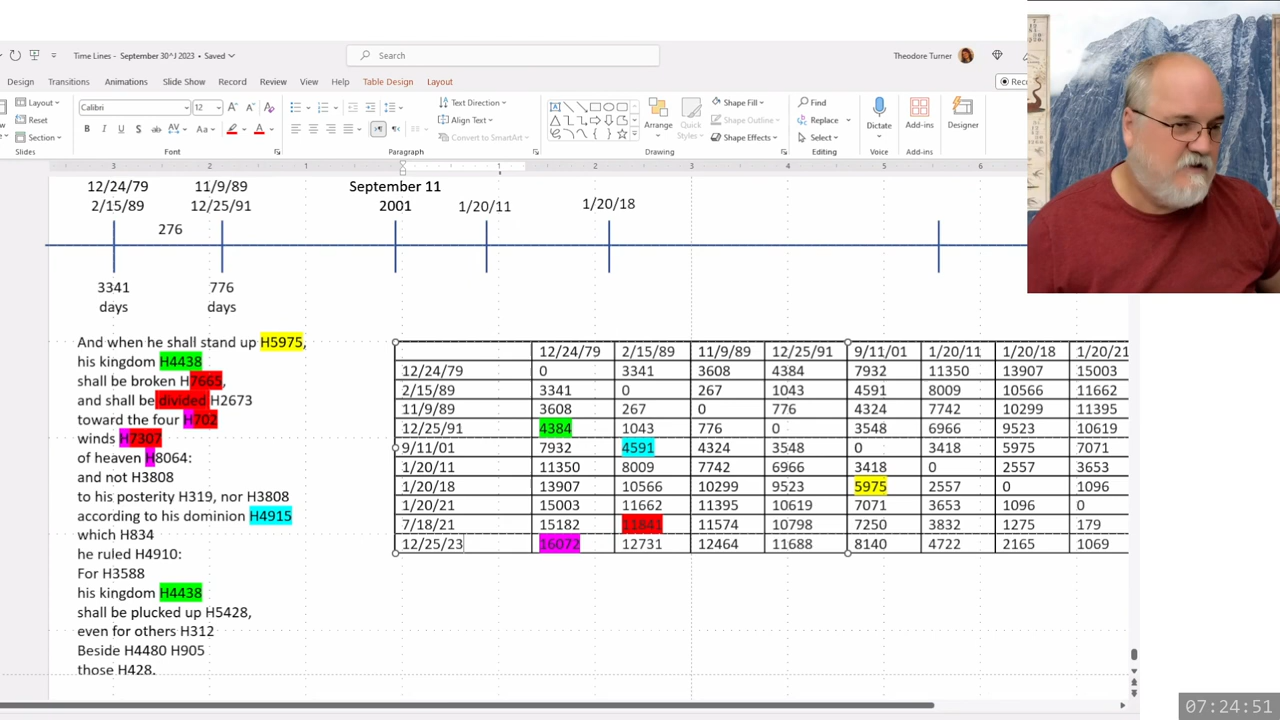 Time Lines - September 30^J 2023 • Saved
Search
Theodore Turner
Design Transitions Animations Slide Show Record Review View Help Table Design Layout
Layout
Reset
Section
Slides
Calibri 12
Font
Paragraph
Text Direction
Align Text
Convert to SmartArt
Arrange
Quick Styles
Shape Fill
Shape Outline
Shape Effects
Drawing
Find
Replace
Select
Editing
Dictate
Voice
Add-ins
Add-ins
Designer
12/24/79 11/9/89 September 11
2/15/89 12/25/91 2001 1/20/11 1/20/18
276
3341 776
days days
And when he shall stand up H5975,
his kingdom H4438
shall be broken H7665,
and shall be divided H2673
toward the four H702
winds H7307
of heaven H8064:
and not H3808
to his posterity H319, nor H3808
according to his dominion H4915
which H834
he ruled H4910:
For H3588
his kingdom H4438
shall be plucked up H5428,
even for others H312
Beside H4480 H905
those H428.
12/24/79 2/15/89 11/9/89 12/25/91 9/11/01 1/20/11 1/20/18 1/20/21
12/24/79 0 3341 3608 4384 7932 11350 13907 15003
2/15/89 3341 0 267 1043 4591 8009 10566 11662
11/9/89 3608 267 0 776 4324 7742 10299 11395
12/25/91 4384 1043 776 0 3548 6966 9523 10619
9/11/01 7932 4591 4324 3548 0 3418 5975 7071
1/20/11 11350 8009 7742 6966 3418 0 2557 3653
1/20/18 13907 10566 10299 9523 5975 2557 0 1096
1/20/21 15003 11662 11395 10619 7071 3653 1096 0
7/18/21 15182 11841 11574 10798 7250 3832 1275 179
12/25/23 16072 12731 12464 11688 8140 4722 2165 1069
07:24:51